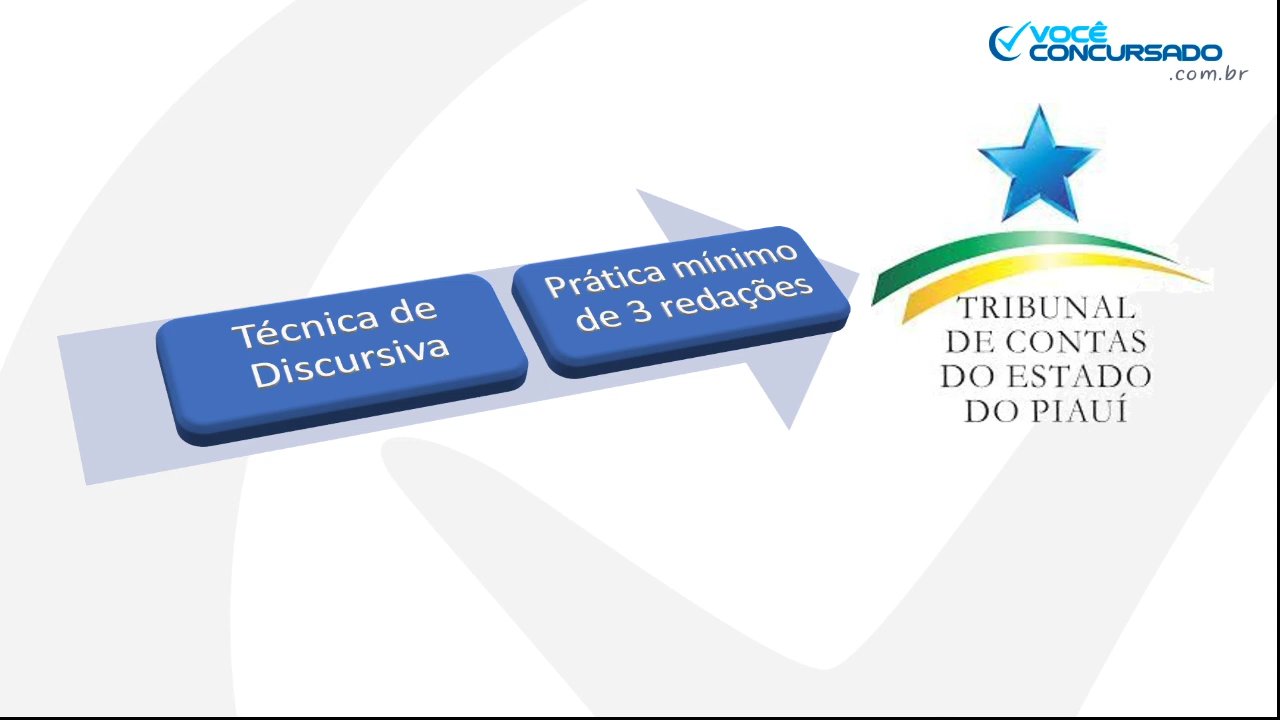 VOCÊ
CONCURSADO
.com.br
Técnica de
Discursiva
Prática mínimo
de 3 redações
TRIBUNAL
DE CONTAS
DO ESTADO
DO PIAUÍ